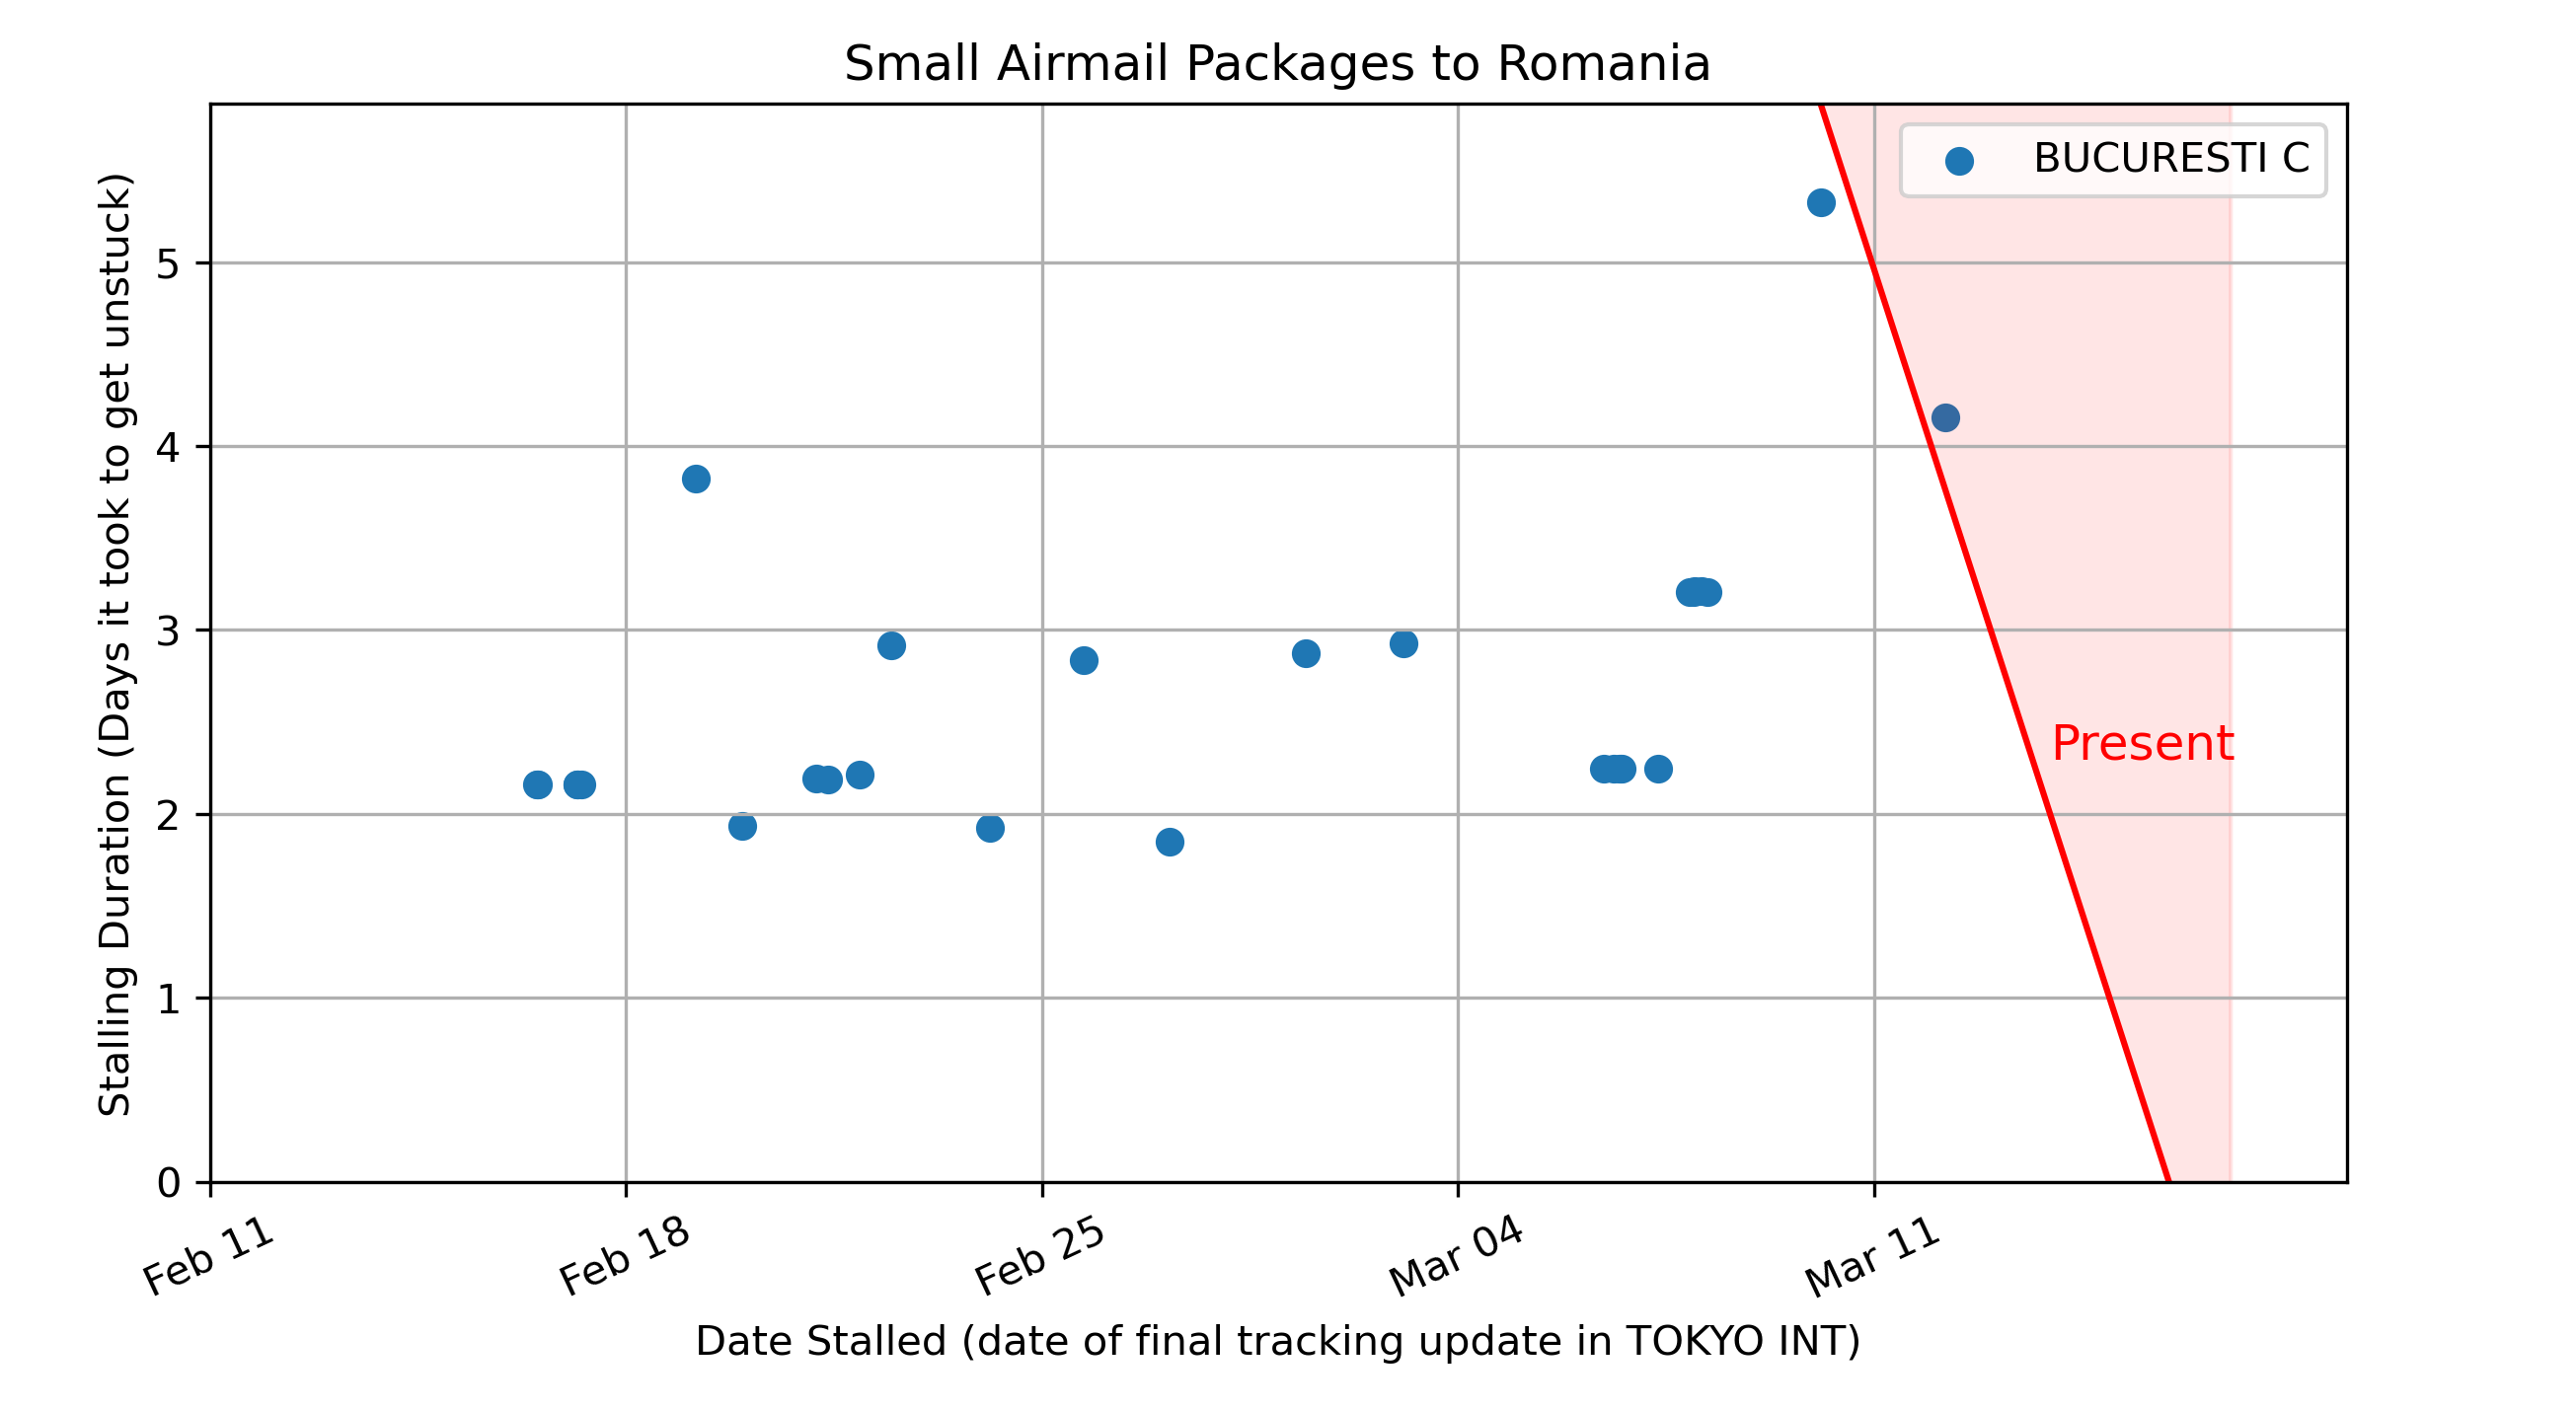 Small Airmail Packages to Romania
BUCURESTI C
Stalling Duration (Days it took to get unstuck)
5
4
3
2
1
0
Present
Feb 11
Feb 18
Feb 25
Mar 04
Mar 11
Date Stalled (date of final tracking update in TOKYO INT)